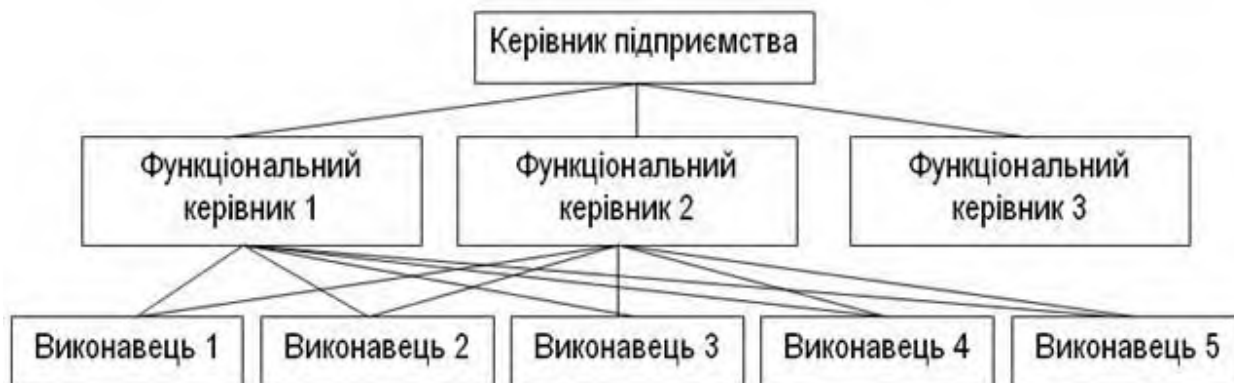 Керівник підприємства
Функціональний
керівник 1
Функціональний
керівник 2
Функціональний
керівник 3
Виконавець 1
Виконавець 2
Виконавець 3
Виконавець 4
Виконавець 5